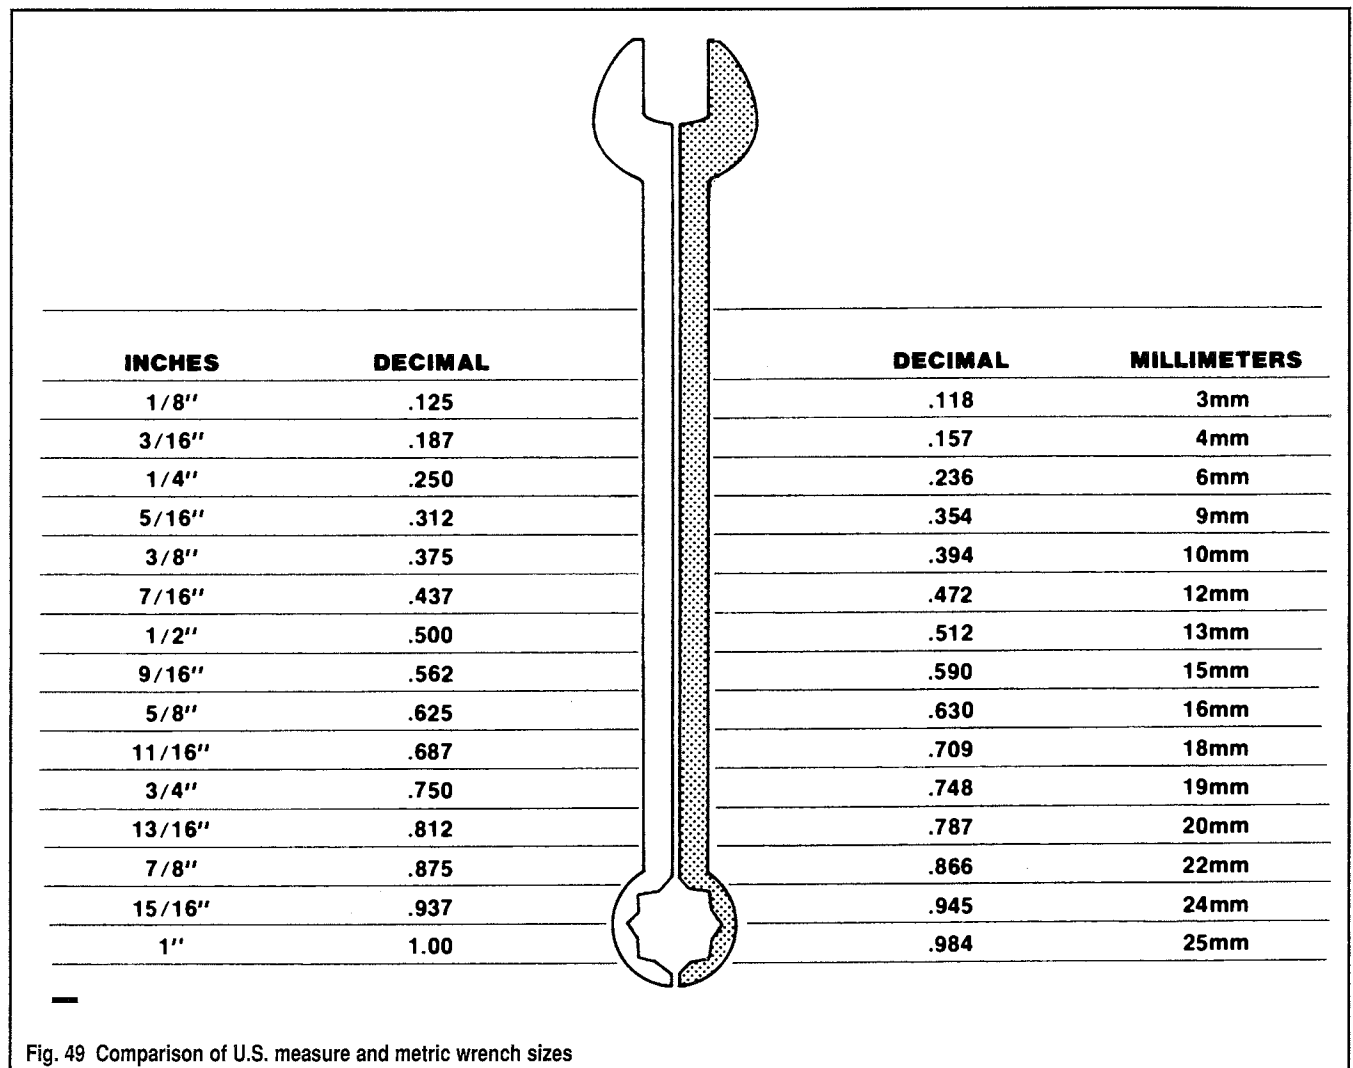 INCHES DECIMAL DECIMAL MILLIMETERS
1/8" .125 .118 3mm
3/16" .187 .157 4mm
1/4" .250 .236 6mm
5/16" .312 .354 9mm
3/8" .375 .394 10mm
7/16" .437 .472 12mm
1/2" .500 .512 13mm
9/16" .562 .590 15mm
5/8" .625 .630 16mm
11/16" .687 .709 18mm
3/4" .750 .748 19mm
13/16" .812 .787 20mm
7/8" .875 .866 22mm
15/16" .937 .945 24mm
1" 1.00 .984 25mm
Fig. 49 Comparison of U.S. measure and metric wrench sizes